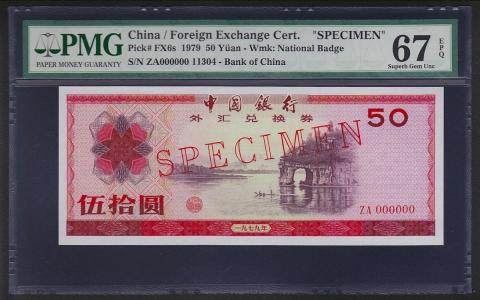 PMG
PAPER MONEY GUARANTY
China / Foreign Exchange Cert. "SPECIMEN"
Pick# FX6s 1979 50 Yüan - Wmk: National Badge
S/N ZA000000 11304 - Bank of China
67 EPQ
Superb Gem Unc
中國銀行
外汇兑换券
50
SPECIMEN
伍拾圆
ZA 000000
一九七九年